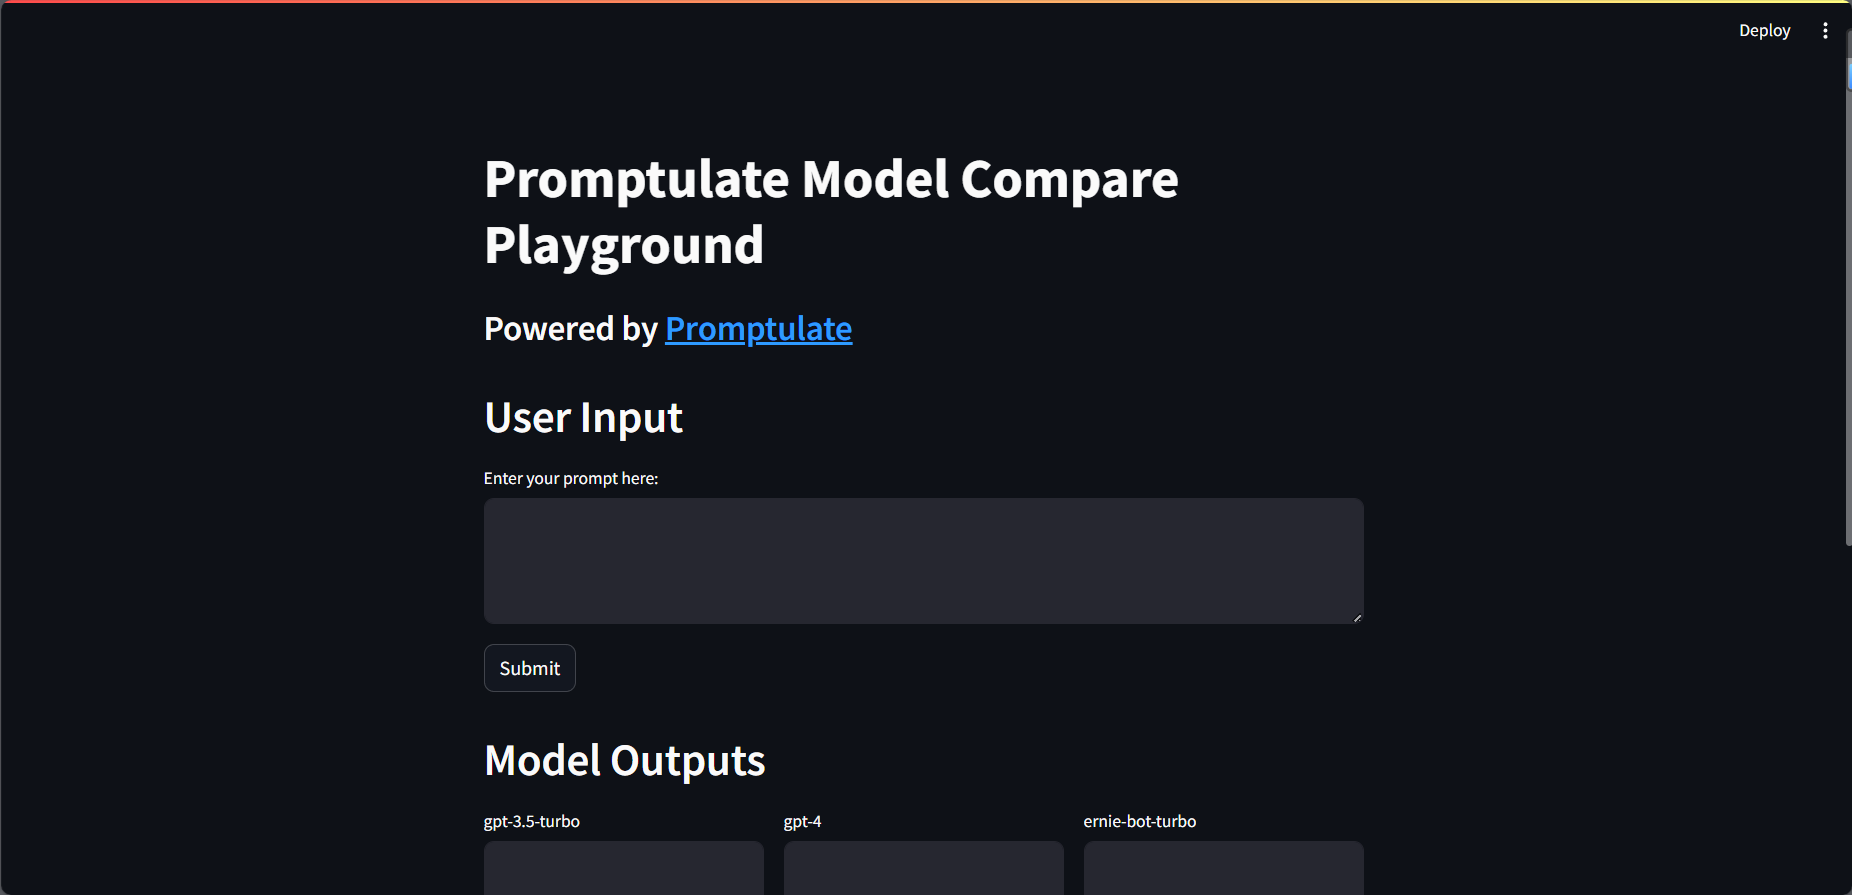 Deploy
Promptulate Model Compare
Playground
Powered by Promptulate
User Input
Enter your prompt here:
Submit
Model Outputs
gpt-3.5-turbo
gpt-4
ernie-bot-turbo